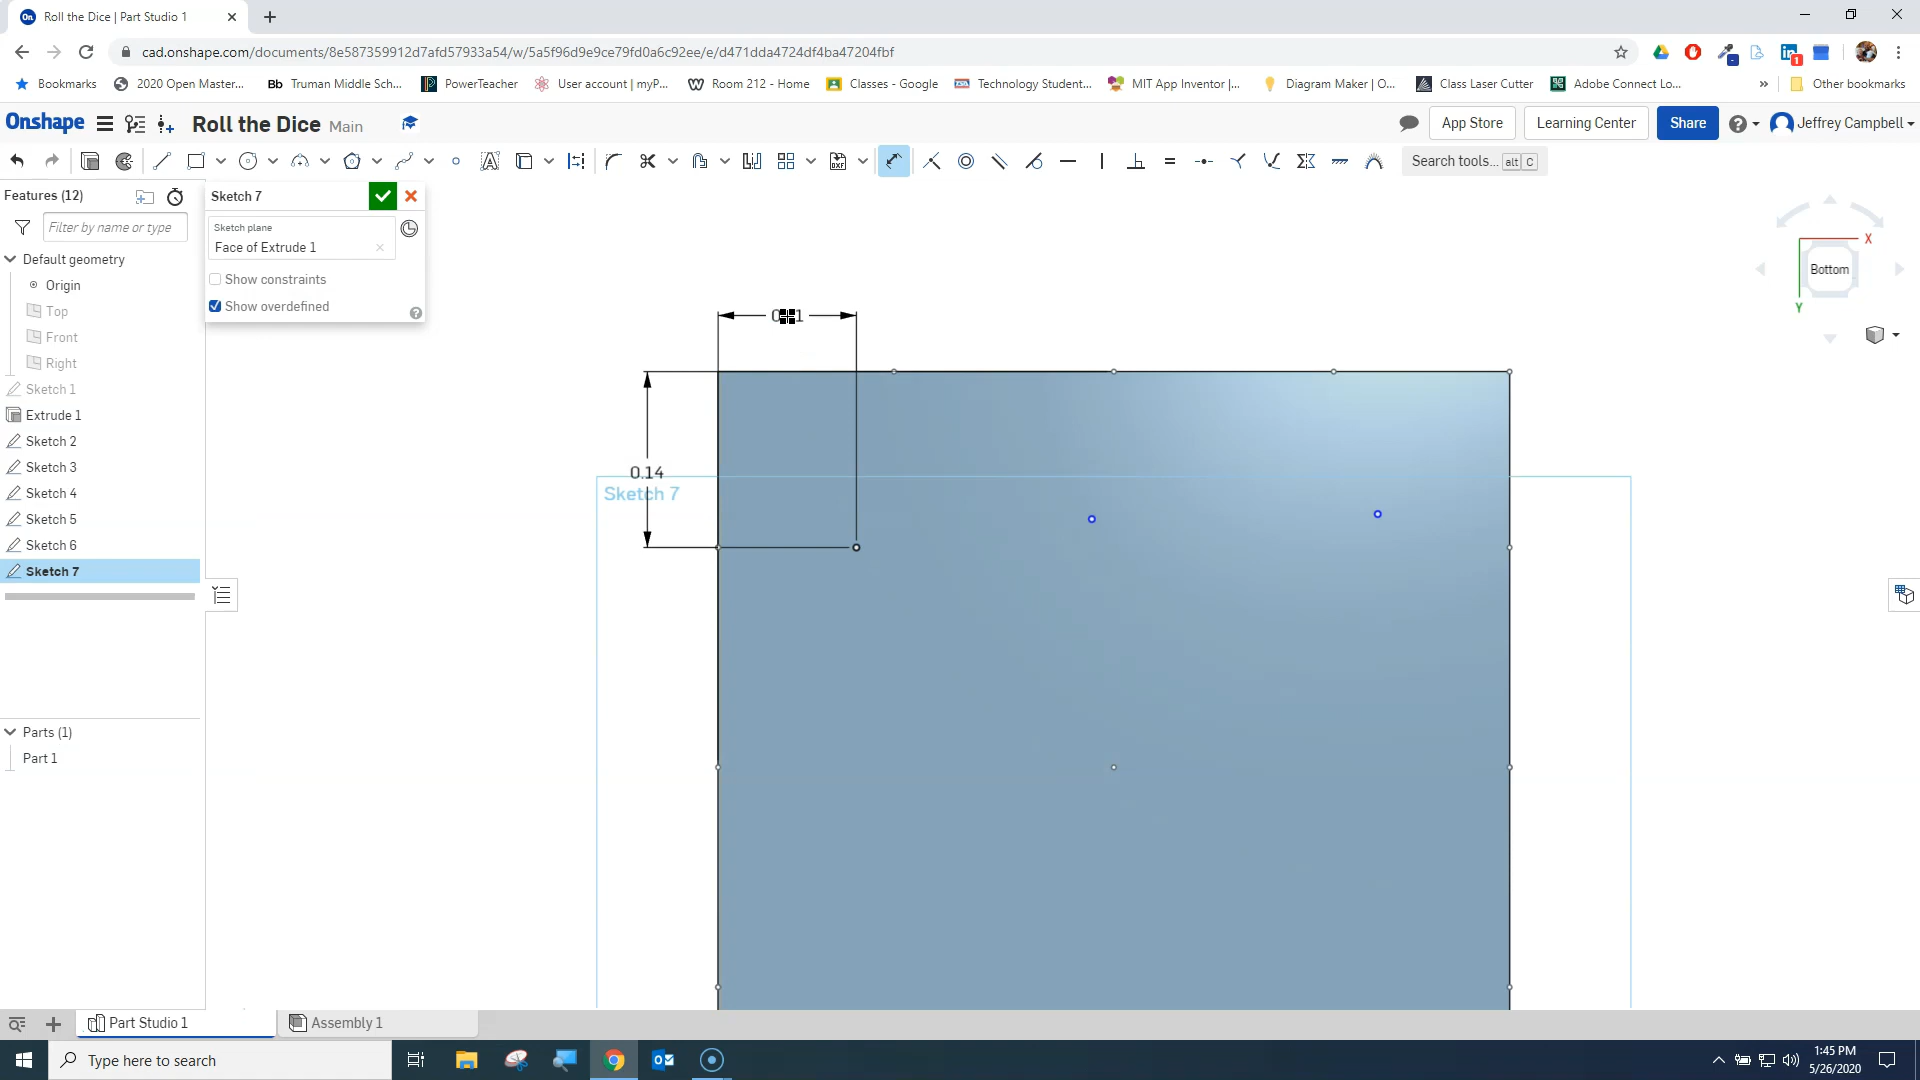 Roll the Dice | Part Studio 1
cad.onshape.com/documents/8e587359912d7afd57933a54/w/5a5f96d9e9ce79fd0a6c92ee/e/d471dda4724df4ba47204fbf
Bookmarks 2020 Open Master... Bb Truman Middle Sch... PowerTeacher User account | myP... Room 212 - Home Classes - Google Technology Student... MIT App Inventor |... Diagram Maker | O... Class Laser Cutter Adobe Connect Lo... » Other bookmarks
Onshape Roll the Dice Main App Store Learning Center Share Jeffrey Campbell
Search tools... alt C
Features (12)
Filter by name or type
Default geometry
Origin
Top
Front
Right
Sketch 1
Extrude 1
Sketch 2
Sketch 3
Sketch 4
Sketch 5
Sketch 6
Sketch 7
Parts (1)
Part 1
Sketch 7
Sketch plane
Face of Extrude 1
Show constraints
Show overdefined
0.14
Sketch 7
X
Bottom
Y
Part Studio 1 Assembly 1
Type here to search
1:45 PM
5/26/2020